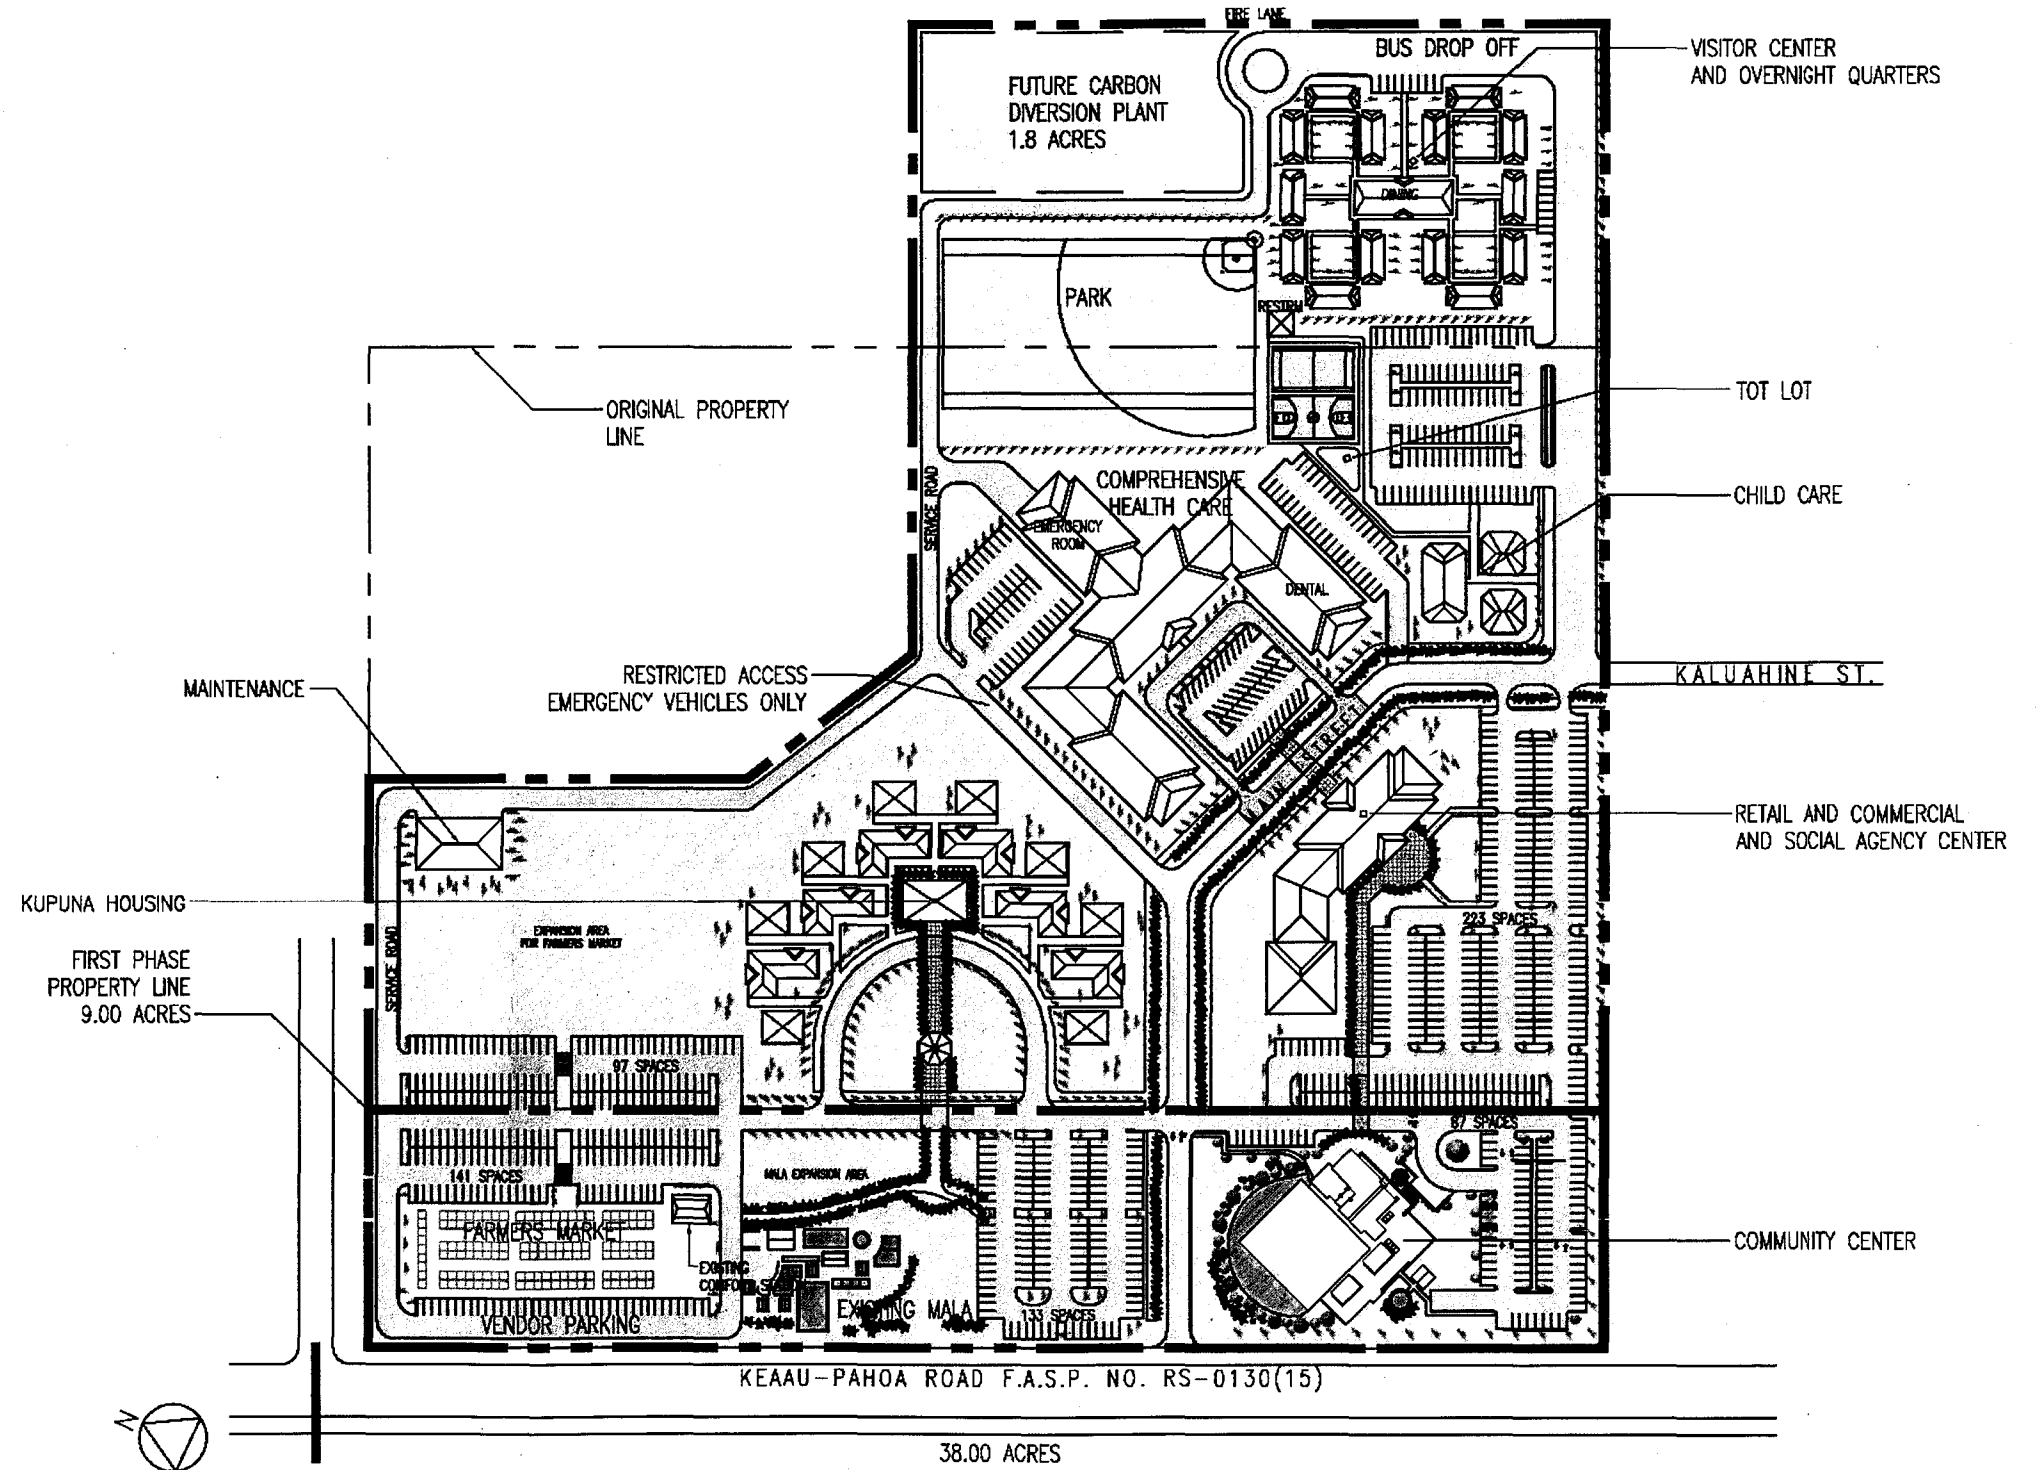 FIRE LANE
BUS DROP OFF
VISITOR CENTER
AND OVERNIGHT QUARTERS
FUTURE CARBON
DIVERSION PLANT
1.8 ACRES
DINING
PARK
RESTRM
ORIGINAL PROPERTY
LINE
TOT LOT
SERVICE ROAD
COMPREHENSIVE
HEALTH CARE
EMERGENCY
ROOM
CHILD CARE
DENTAL
RESTRICTED ACCESS
EMERGENCY VEHICLES ONLY
MAINTENANCE
KALUAHINE ST.
MAIN STREET
RETAIL AND COMMERCIAL
AND SOCIAL AGENCY CENTER
KUPUNA HOUSING
EXPANSION AREA
FOR FARMERS MARKET
223 SPACES
SERVICE ROAD
FIRST PHASE
PROPERTY LINE
9.00 ACRES
97 SPACES
87 SPACES
141 SPACES
MALA EXPANSION AREA
FARMERS MARKET
COMMUNITY CENTER
EXISTING
EXISTING MALA
133 SPACES
VENDOR PARKING
KEAAU-PAHOA ROAD F.A.S.P. NO. RS-0130(15)
N
38.00 ACRES